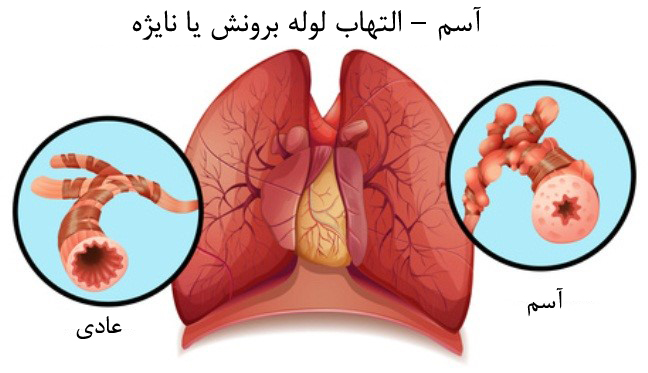 آسم – التهاب لوله برونش یا نایژه
آسم
عادی